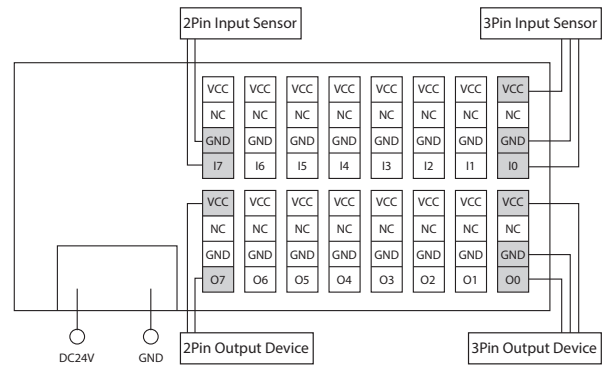 2Pin Input Sensor 3Pin Input Sensor
VCC VCC VCC VCC VCC VCC VCC VCC
NC NC NC NC NC NC NC NC
GND GND GND GND GND GND GND GND
I7 I6 I5 I4 I3 I2 I1 I0
VCC VCC VCC VCC VCC VCC VCC VCC
NC NC NC NC NC NC NC NC
GND GND GND GND GND GND GND GND
O7 O6 O5 O4 O3 O2 O1 O0
2Pin Output Device 3Pin Output Device
DC24V GND